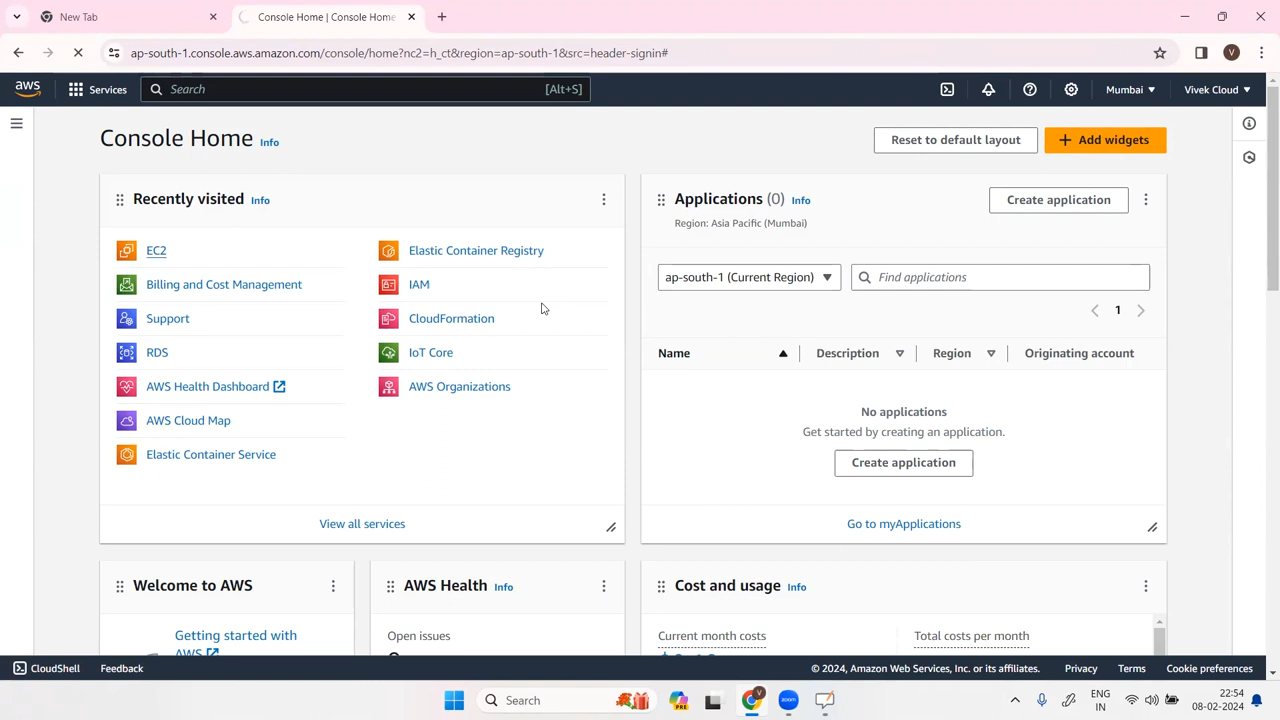 New Tab
Console Home | Console Home
ap-south-1.console.aws.amazon.com/console/home?nc2=h_ct&region=ap-south-1&src=header-signin#
V
aws
Services
Search
[Alt+S]
Mumbai
Vivek Cloud
Console Home
Info
Reset to default layout
Add widgets
Recently visited
Info
EC2
Billing and Cost Management
Support
RDS
AWS Health Dashboard
AWS Cloud Map
Elastic Container Service
Elastic Container Registry
IAM
CloudFormation
IoT Core
AWS Organizations
View all services
Applications (0)
Info
Region: Asia Pacific (Mumbai)
Create application
ap-south-1 (Current Region)
Find applications
1
Name
Description
Region
Originating account
No applications
Get started by creating an application.
Create application
Go to myApplications
Welcome to AWS
Getting started with
AWS
AWS Health
Info
Open issues
Cost and usage
Info
Current month costs
Total costs per month
CloudShell
Feedback
© 2024, Amazon Web Services, Inc. or its affiliates.
Privacy
Terms
Cookie preferences
Search
PRE
V
zoom
ENG
IN
22:54
08-02-2024